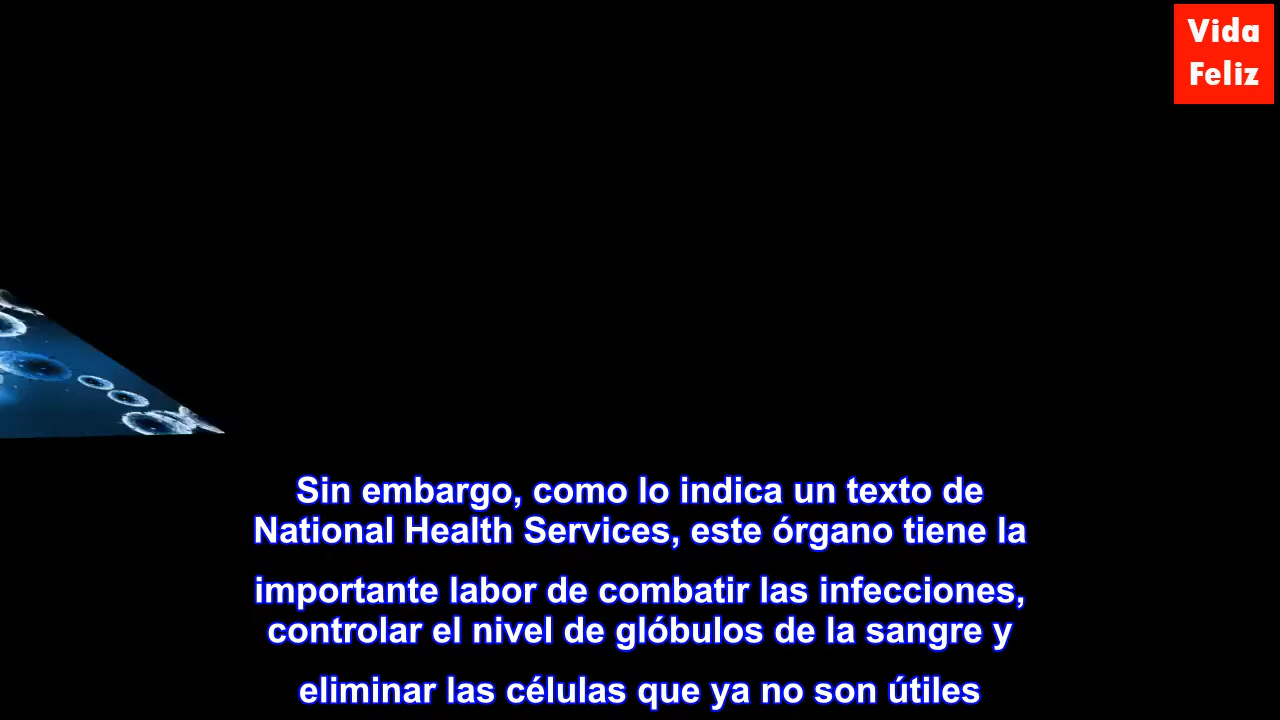 Vida
Feliz
Sin embargo, como lo indica un texto de
National Health Services, este órgano tiene la
importante labor de combatir las infecciones,
controlar el nivel de glóbulos de la sangre y
eliminar las células que ya no son útiles